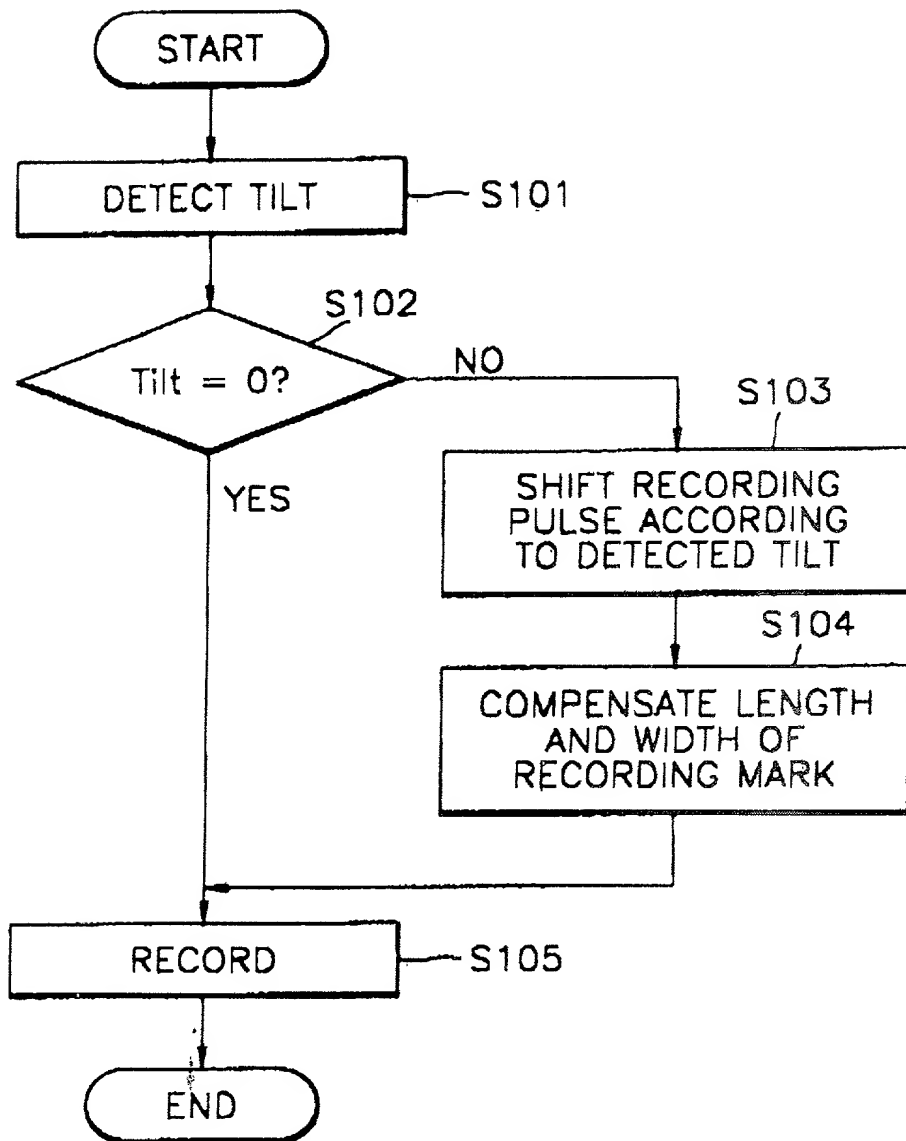 START
DETECT TILT
S101
S102
Tilt = 0?
NO
YES
S103
SHIFT RECORDING
PULSE ACCORDING
TO DETECTED TILT
S104
COMPENSATE LENGTH
AND WIDTH OF
RECORDING MARK
RECORD
S105
END